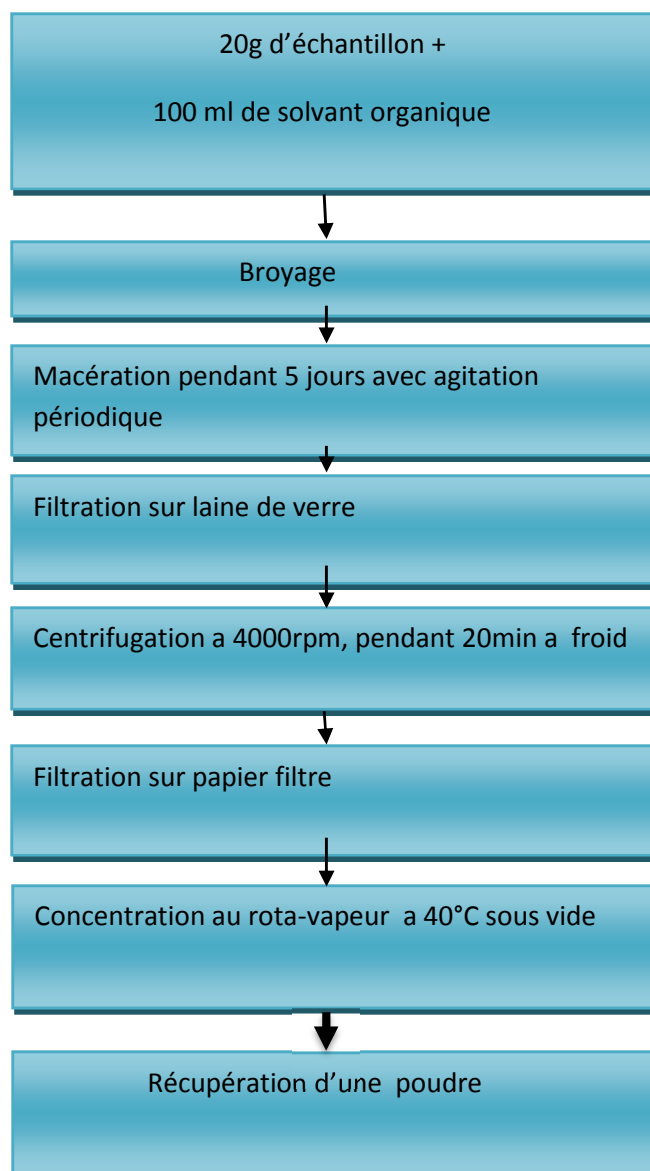 20g d’échantillon +
100 ml de solvant organique
Broyage
Macération pendant 5 jours avec agitation
périodique
Filtration sur laine de verre
Centrifugation a 4000rpm, pendant 20min a  froid
Filtration sur papier filtre
Concentration au rota-vapeur  a 40°C sous vide
Récupération d’une  poudre